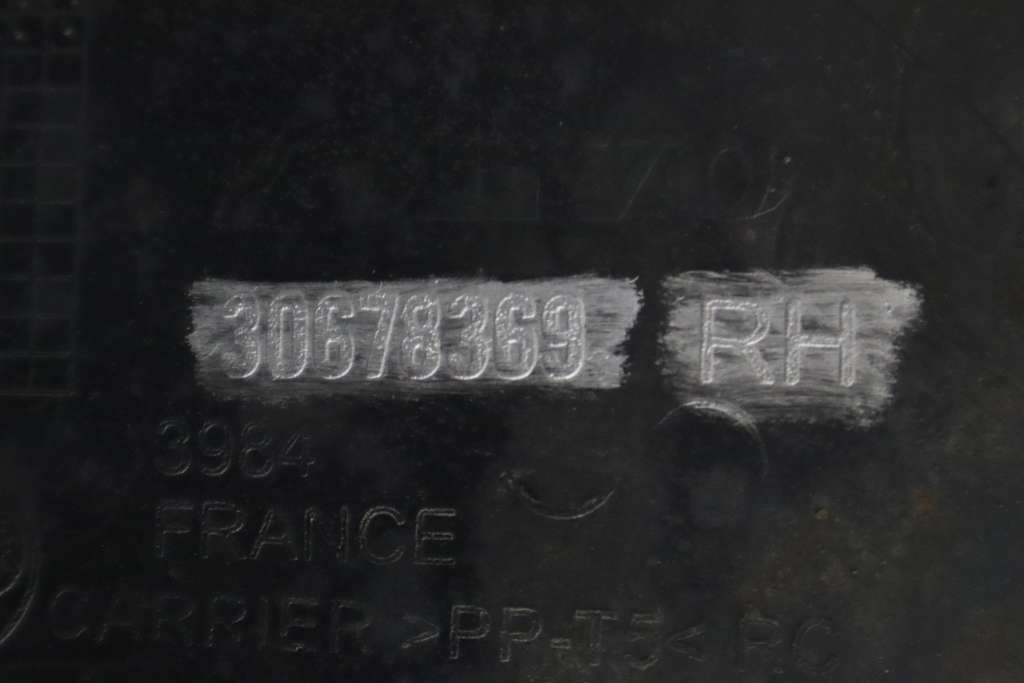 30678369 RH
3984
FRANCE
CARRIER >PP-T5< PC